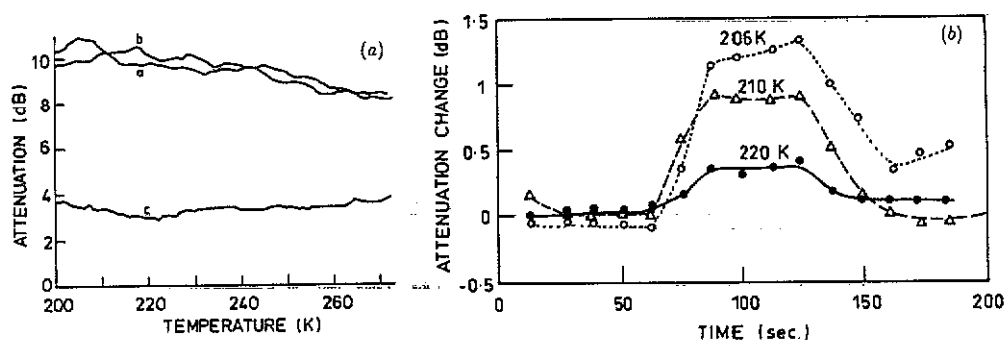 (a)
b
a
c
10
8
6
4
2
0
200
220
240
260
ATTENUATION (dB)
TEMPERATURE (K)
(b)
206K
210 K
220 K
1·5
1
0·5
0
-0·5
0
50
100
150
200
ATTENUATION CHANGE (dB)
TIME (sec.)